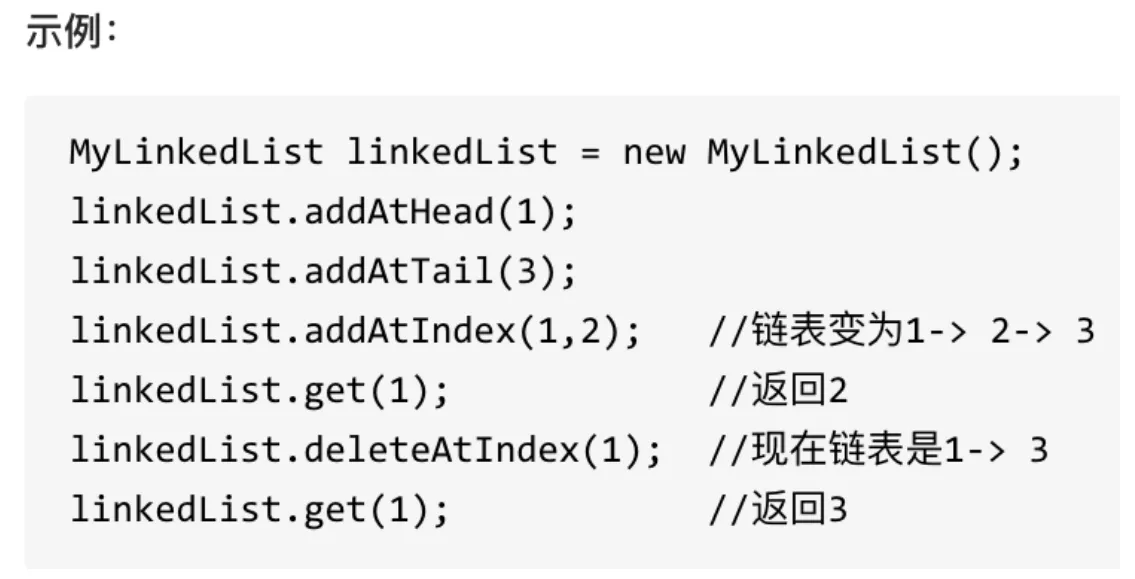 示例：
MyLinkedList linkedList = new MyLinkedList();
linkedList.addAtHead(1);
linkedList.addAtTail(3);
linkedList.addAtIndex(1,2);   //链表变为1-> 2-> 3
linkedList.get(1);            //返回2
linkedList.deleteAtIndex(1);  //现在链表是1-> 3
linkedList.get(1);            //返回3